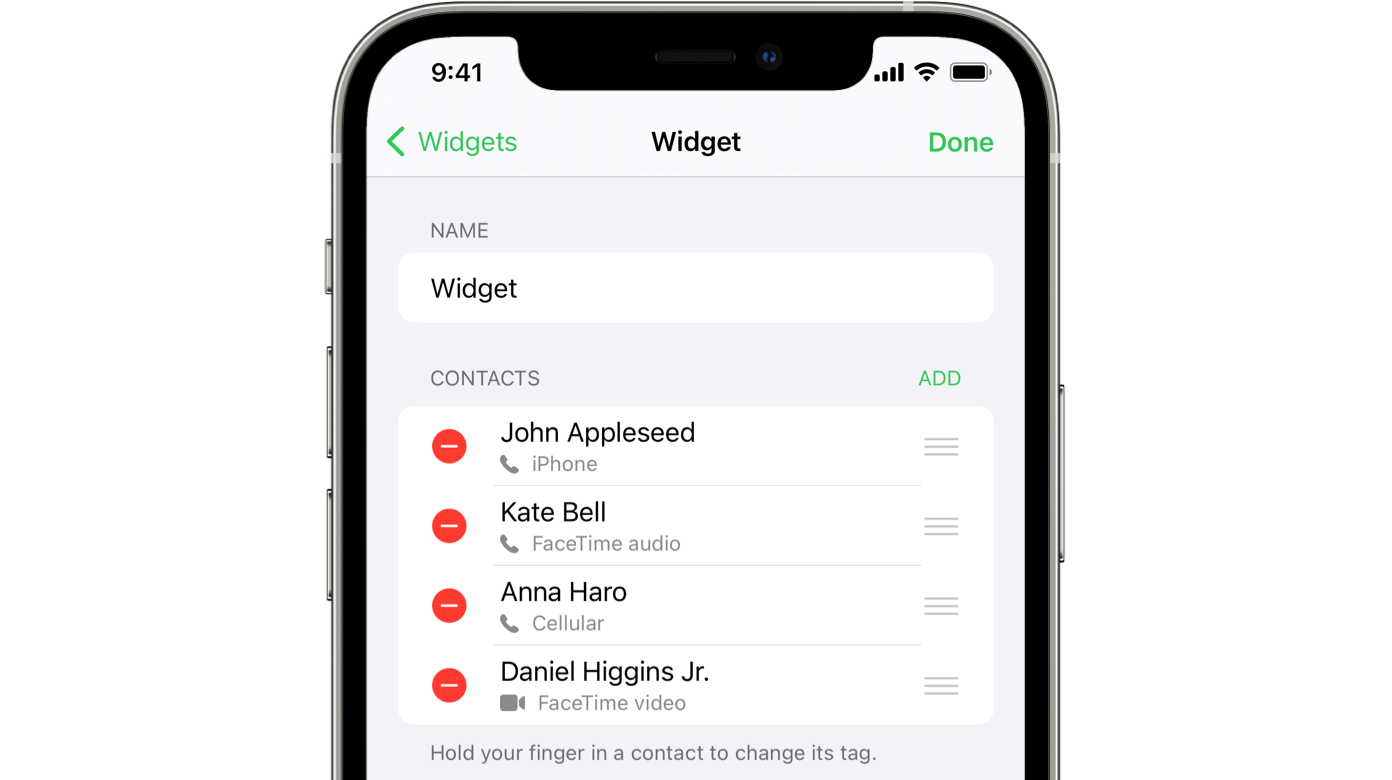 9:41
Widgets
Widget
Done
NAME
Widget
CONTACTS
ADD
John Appleseed
iPhone
Kate Bell
FaceTime audio
Anna Haro
Cellular
Daniel Higgins Jr.
FaceTime video
Hold your finger in a contact to change its tag.